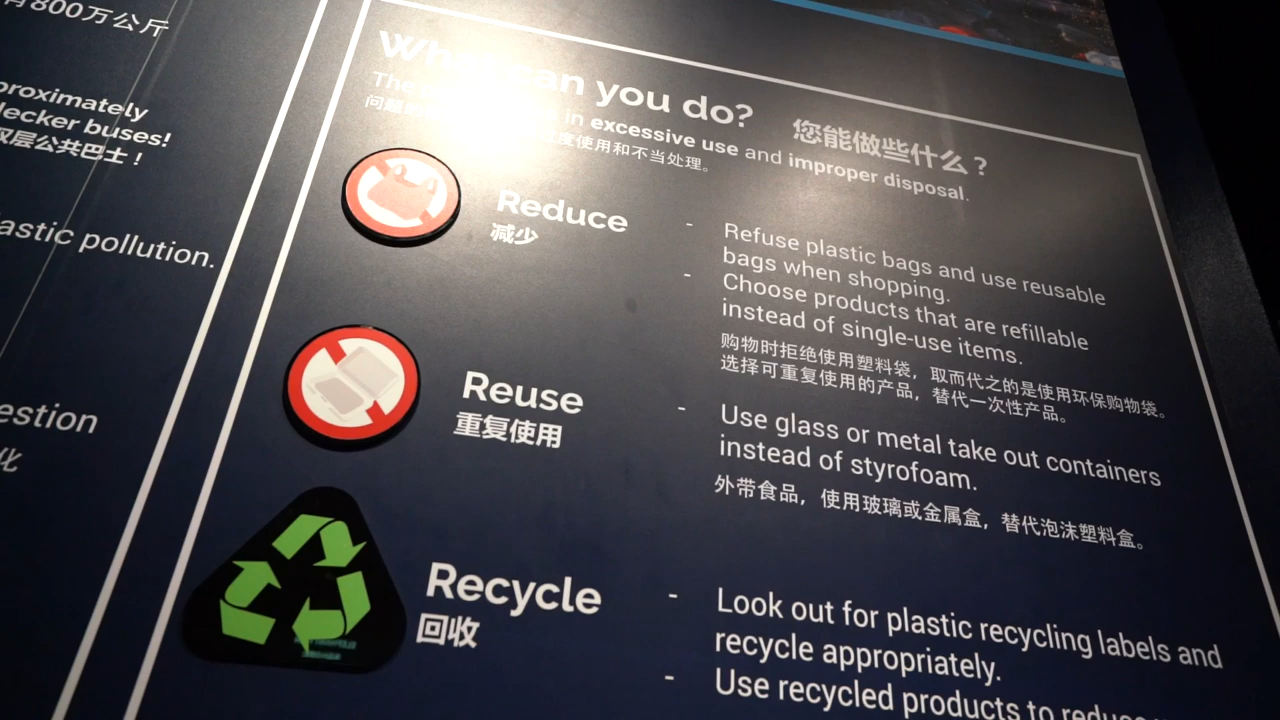 有800万公斤
proximately
decker buses!
双层公共巴士！
astic pollution.
estion
化
What can you do? 您能做些什么？
The in excessive use and improper disposal.
问题 度使用和不当处理。
Reduce
减少
- Refuse plastic bags and use reusable
bags when shopping.
- Choose products that are refillable
instead of single-use items.
购物时拒绝使用塑料袋，取而代之的是使用环保购物袋。
选择可重复使用的产品，替代一次性产品。
Reuse
重复使用
- Use glass or metal take out containers
instead of styrofoam.
外带食品，使用玻璃或金属盒，替代泡沫塑料盒。
Recycle
回收
- Look out for plastic recycling labels and
recycle appropriately.
- Use recycled products to reduce